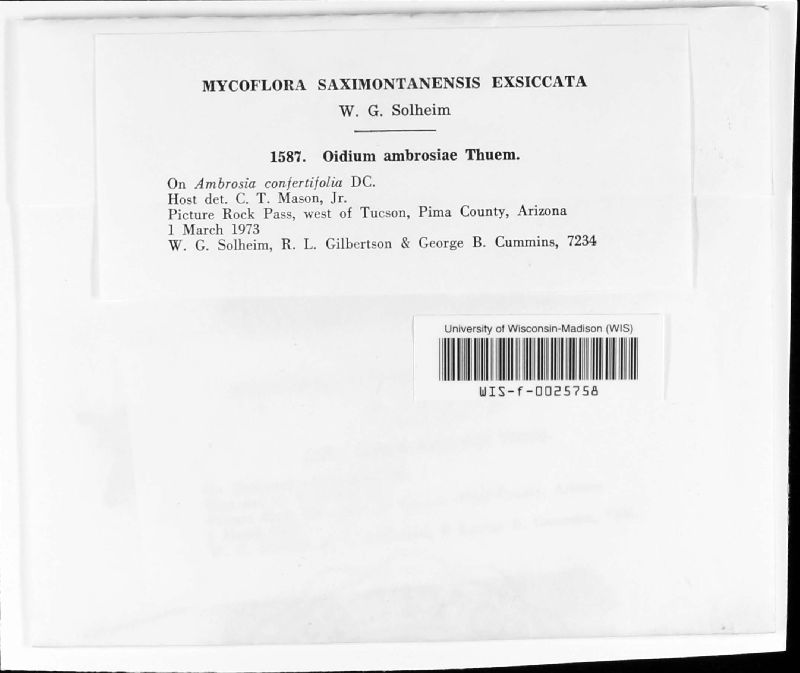 MYCOFLORA SAXIMONTANENSIS EXSICCATA
W. G. Solheim
1587. Oidium ambrosiae Thuem.
On Ambrosia confertifolia DC.
Host det. C. T. Mason, Jr.
Picture Rock Pass, west of Tucson, Pima County, Arizona
1 March 1973
W. G. Solheim, R. L. Gilbertson & George B. Cummins, 7234
University of Wisconsin-Madison (WIS)
WIS-f-0025758